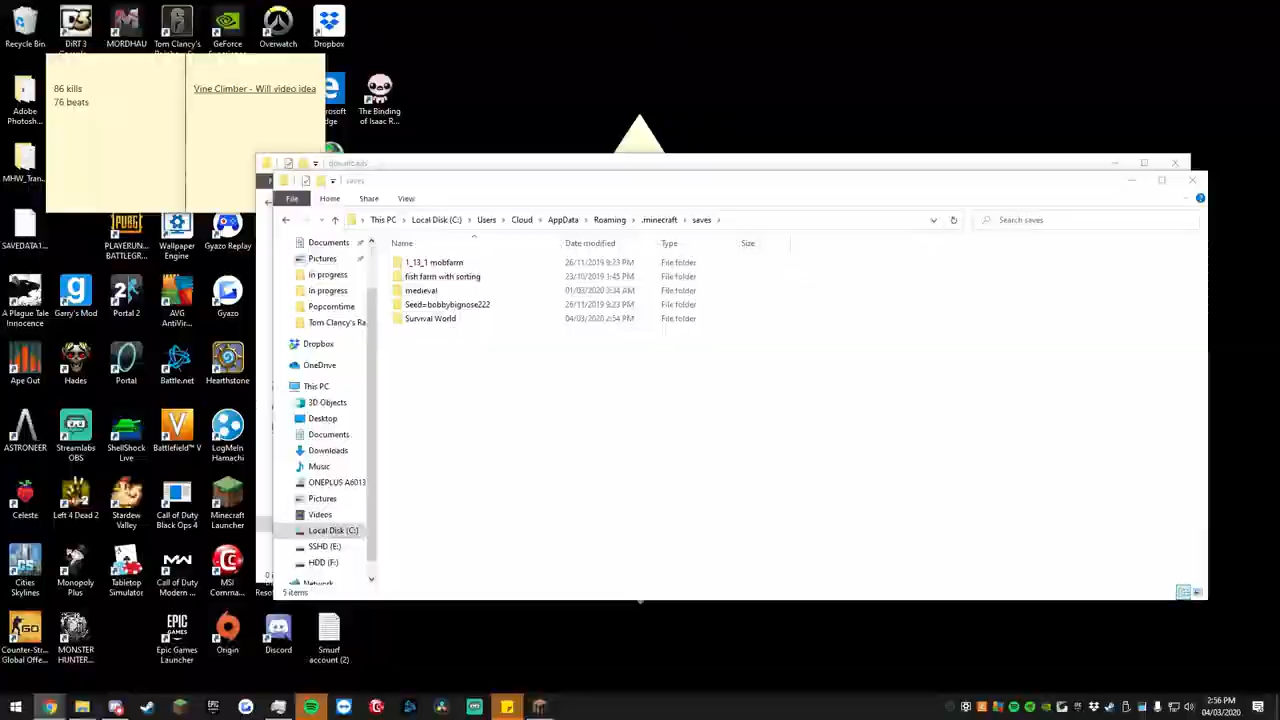 Recycle Bin
DiRT 3
MORDHAU
Tom Clancy's
GeForce
Overwatch
Dropbox
86 kills
76 beats
Vine Climber - Will video idea
Adobe
Photosh...
Edge
The Binding
of Isaac R...
MHW_Tran...
downloads
saves
File
Home
Share
View
This PC
Local Disk (C:)
Users
Cloud
AppData
Roaming
.minecraft
saves
Search saves
Name
Date modified
Type
Size
1_13_1 mobfarm
26/11/2019 9:23 PM
File folder
fish farm with sorting
23/10/2019 1:45 PM
File folder
medieval
01/03/2020 3:34 AM
File folder
Seed=bobbybignose222
26/11/2019 9:23 PM
File folder
Survival World
04/03/2020 2:54 PM
File folder
Documents
Pictures
In progress
In progress
Popcorntime
Tom Clancy's Ra
Dropbox
OneDrive
This PC
3D Objects
Desktop
Documents
Downloads
Music
ONEPLUS A6013
Pictures
Videos
Local Disk (C:)
SSHD (E:)
HDD (F:)
Network
5 items
SAVEDATA1...
PLAYERUN...
BATTLEGR...
Wallpaper
Engine
Gyazo Replay
A Plague Tale
Innocence
Garry's Mod
Portal 2
AVG
AntiVir...
Gyazo
Ape Out
Hades
Portal
Battle.net
Hearthstone
ASTRONEER
Streamlabs
OBS
ShellShock
Live
Battlefield™ V
LogMeIn
Hamachi
Celeste
Left 4 Dead 2
Stardew
Valley
Call of Duty
Black Ops 4
Minecraft
Launcher
Cities
Skylines
Monopoly
Plus
Tabletop
Simulator
Call of Duty
Modern ...
MSI
Comma...
Counter-Str...
Global Offe...
MONSTER
HUNTER:...
Epic Games
Launcher
Origin
Discord
Smurf
account (2)
2:56 PM
04/03/2020